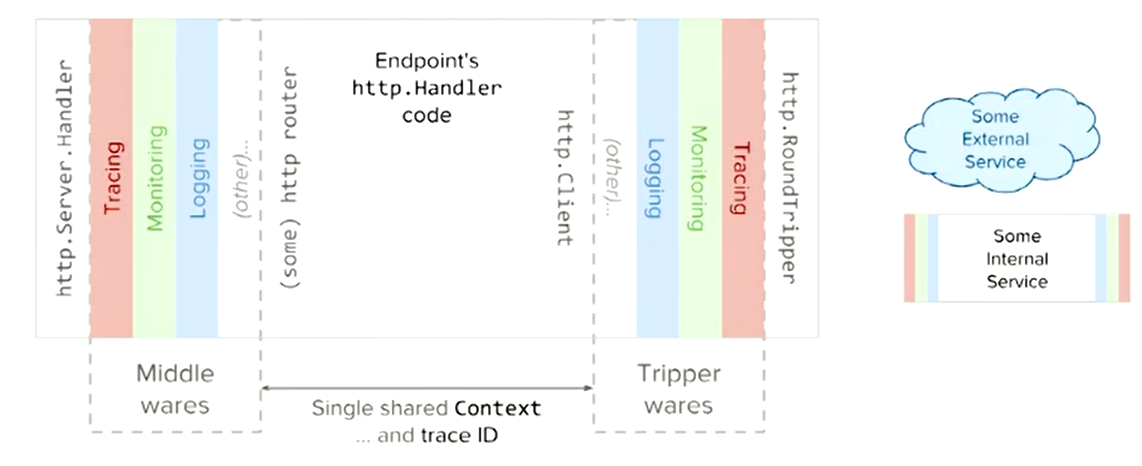 http.Server.Handler
Tracing
Monitoring
Logging
(other)...
(some) http router
Endpoint's
http.Handler
code
http.Client
(other)...
Logging
Monitoring
Tracing
http.RoundTripper
Middle
wares
Single shared Context
... and trace ID
Tripper
wares
Some
External
Service
Some
Internal
Service